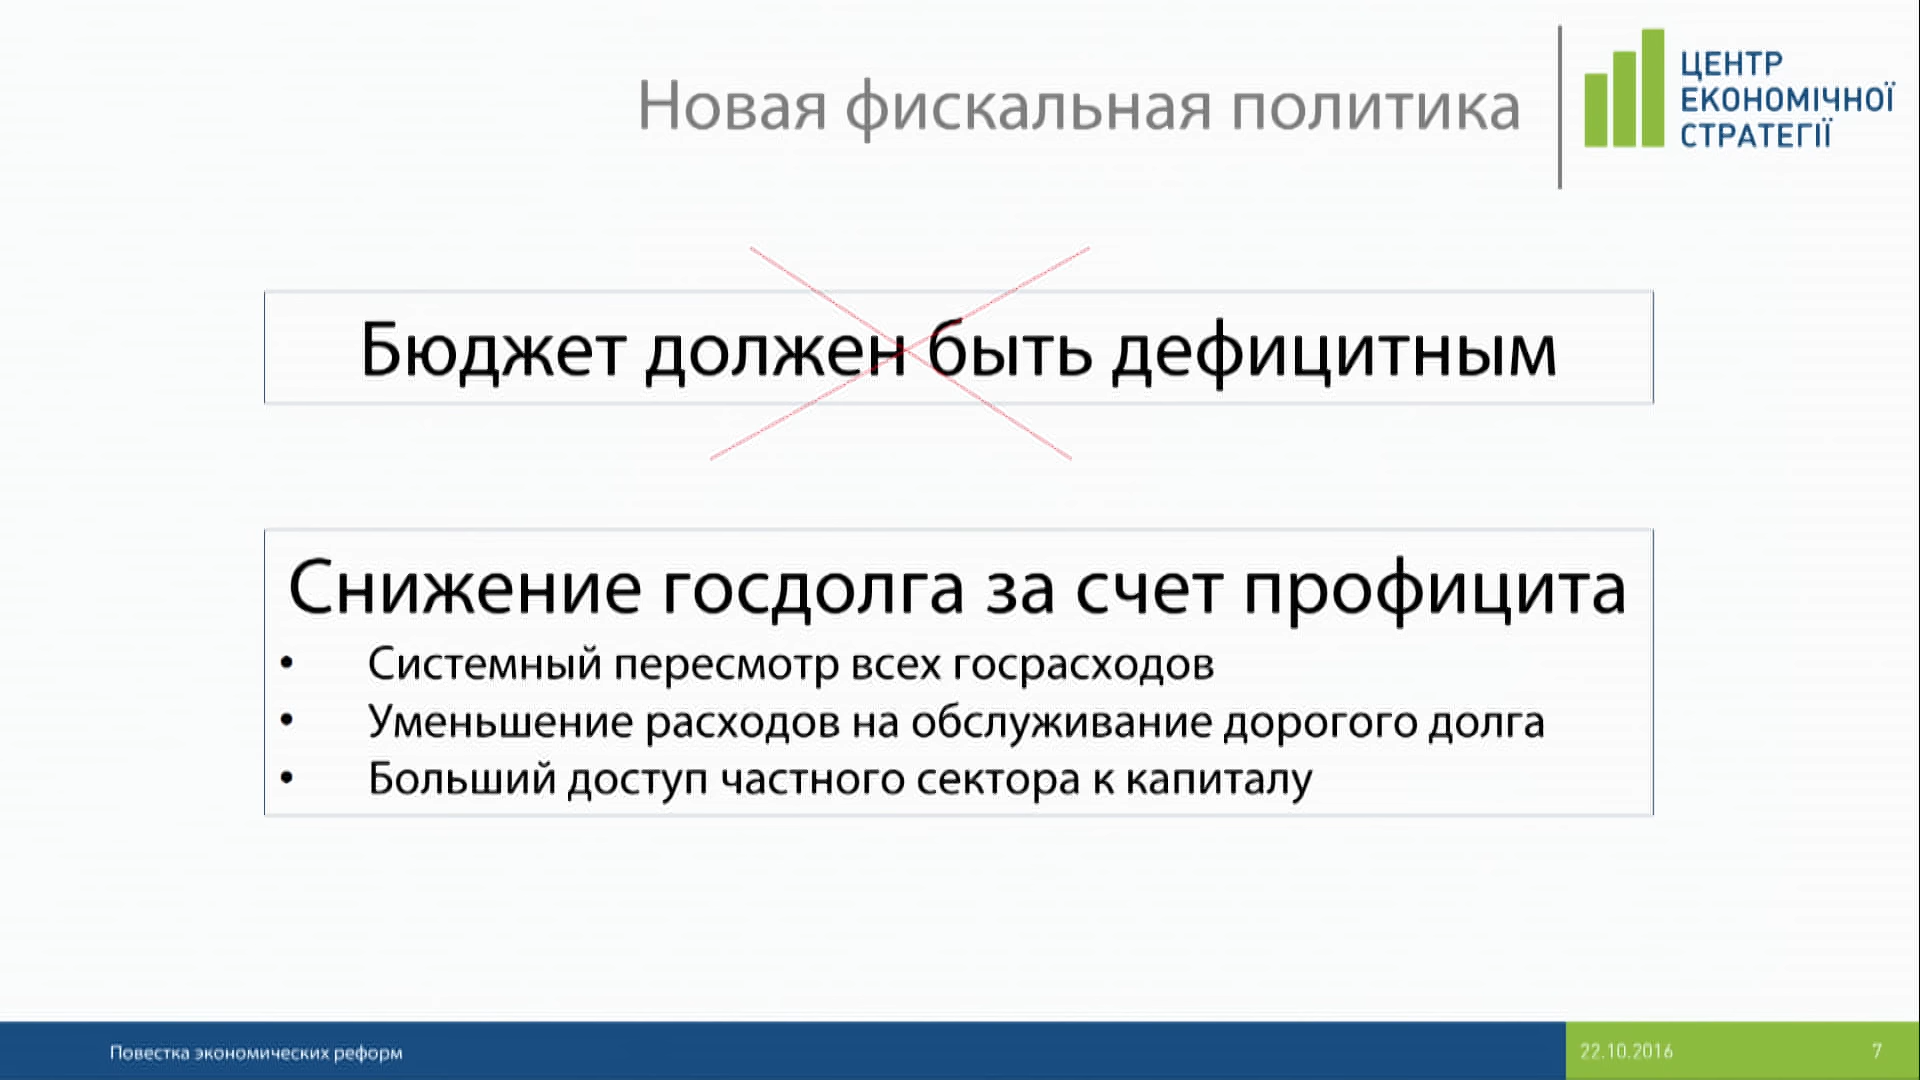 Новая фискальная политика
ЦЕНТР
ЕКОНОМІЧНОЇ
СТРАТЕГІЇ
Бюджет должен быть дефицитным
Снижение госдолга за счет профицита
• Системный пересмотр всех госрасходов
• Уменьшение расходов на обслуживание дорогого долга
• Больший доступ частного сектора к капиталу
Повестка экономических реформ
22.10.2016
7